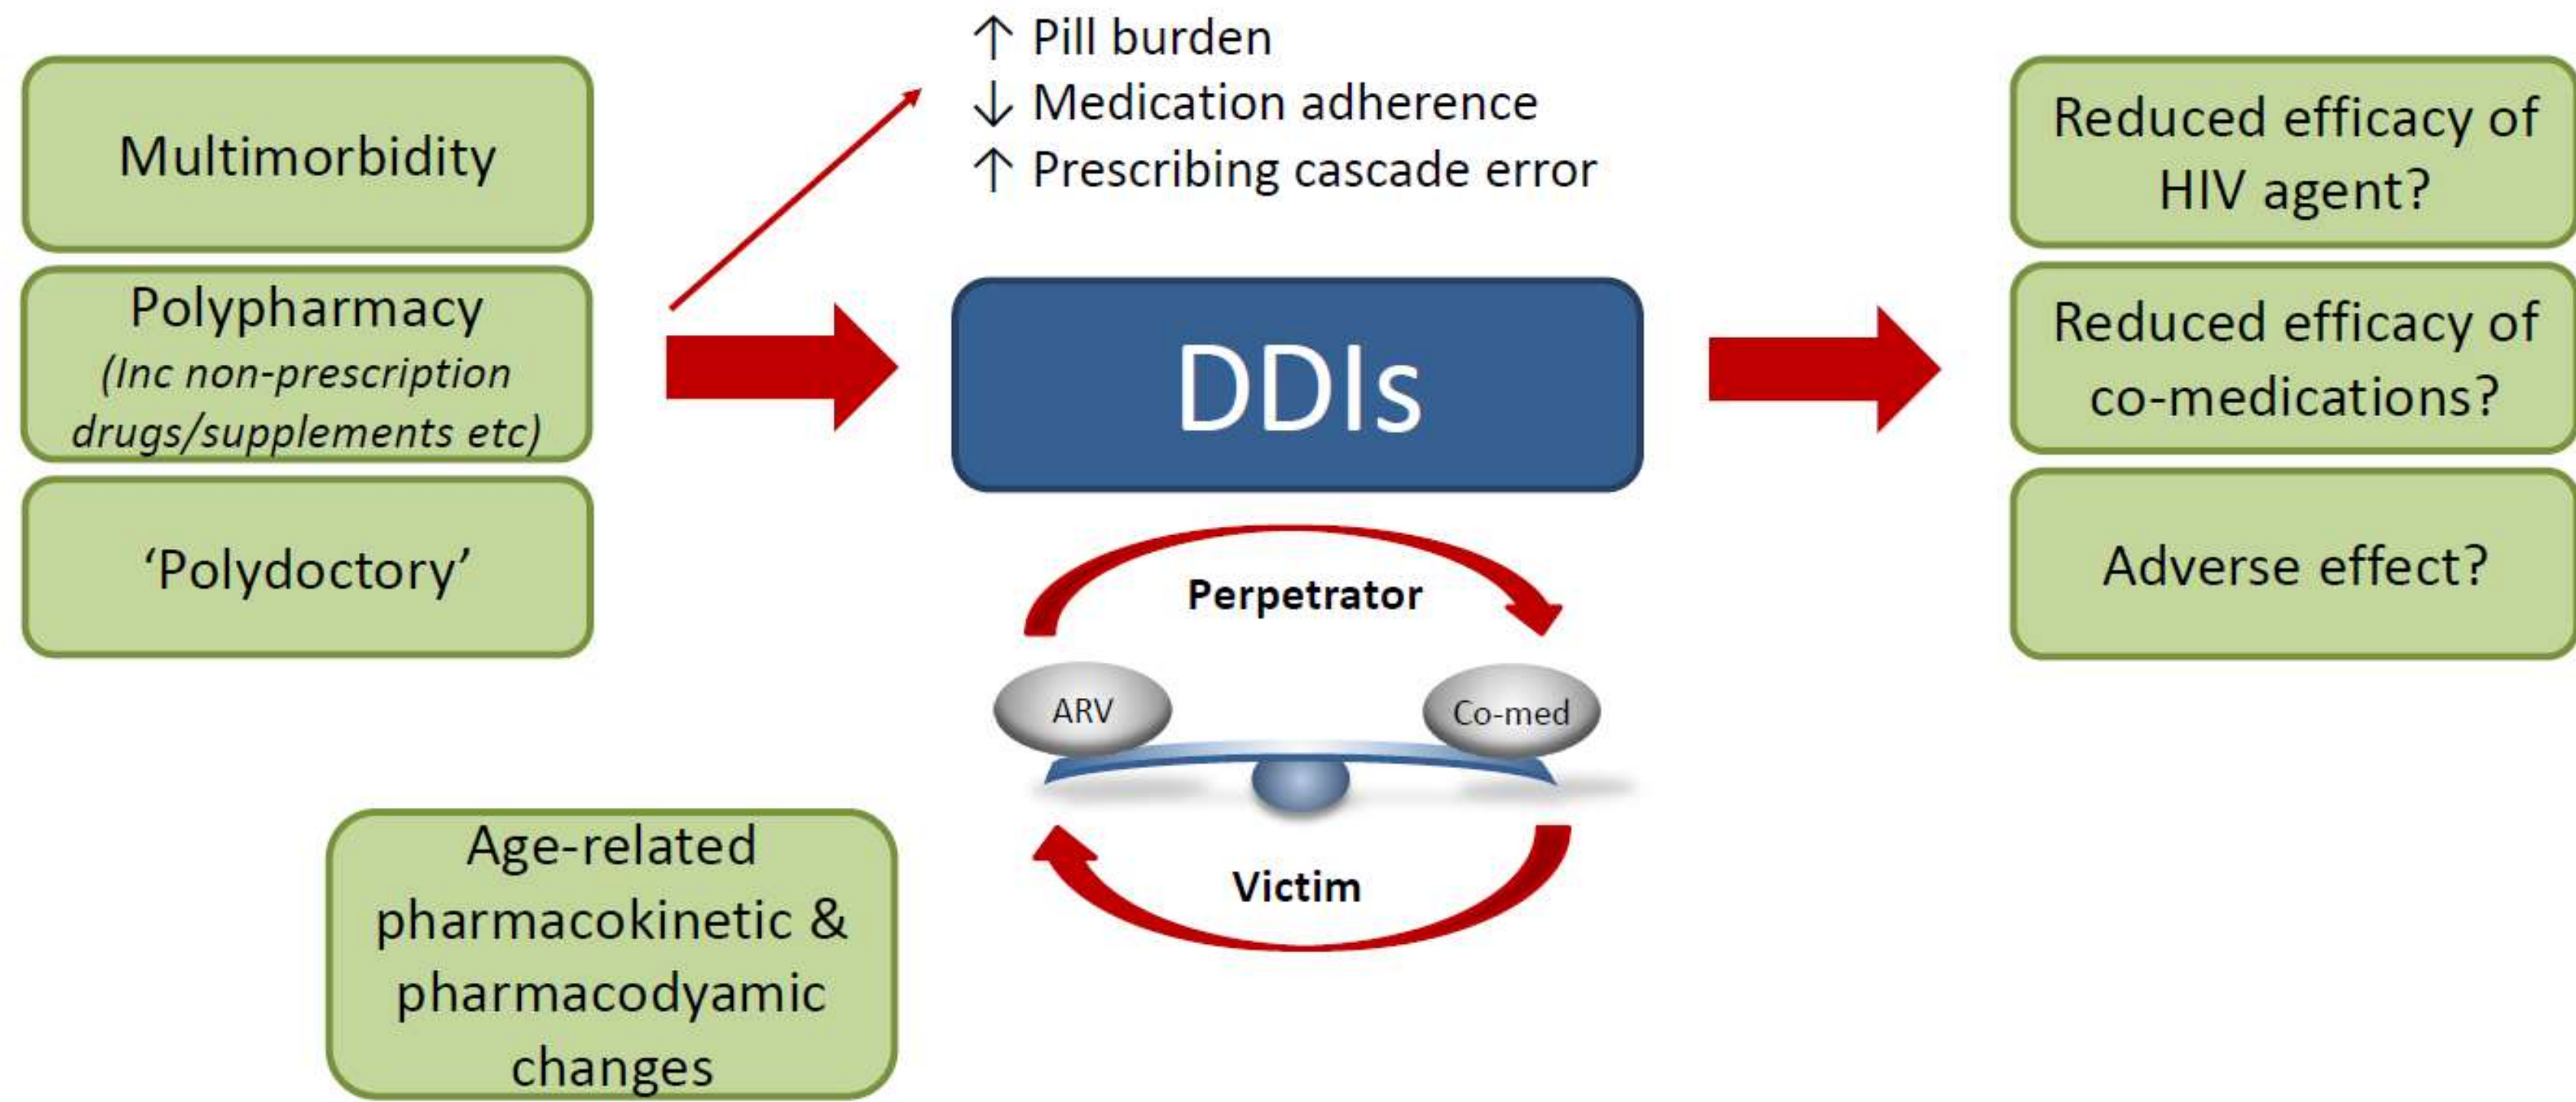 Multimorbidity
Polypharmacy
(Inc non-prescription
drugs/supplements etc)
‘Polydoctory’
↑ Pill burden
↓ Medication adherence
↑ Prescribing cascade error
DDIs
Perpetrator
ARV
Co-med
Victim
Age-related
pharmacokinetic &
pharmacodyamic
changes
Reduced efficacy of
HIV agent?
Reduced efficacy of
co-medications?
Adverse effect?